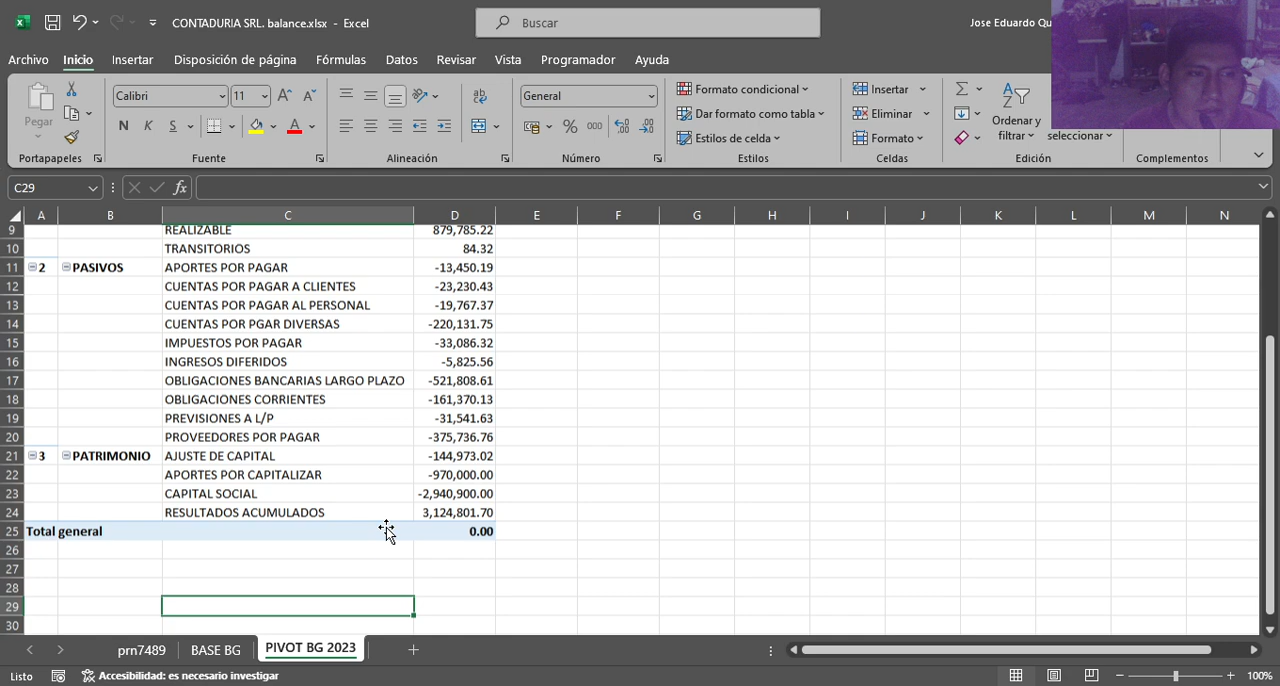 CONTADURIA SRL. balance.xlsx - Excel
Buscar
Jose Eduardo Qu
Archivo Inicio Insertar Disposición de página Fórmulas Datos Revisar Vista Programador Ayuda
Pegar
Calibri 11
N K S
General
% 000
Formato condicional
Dar formato como tabla
Estilos de celda
Insertar
Eliminar
Formato
Ordenar y filtrar
seleccionar
Portapapeles Fuente Alineación Número Estilos Celdas Edición Complementos
C29 fx
A B C D E F G H I J K L M N
9 REALIZABLE 879,785.22
10 TRANSITORIOS 84.32
11 2 PASIVOS APORTES POR PAGAR -13,450.19
12 CUENTAS POR PAGAR A CLIENTES -23,230.43
13 CUENTAS POR PAGAR AL PERSONAL -19,767.37
14 CUENTAS POR PGAR DIVERSAS -220,131.75
15 IMPUESTOS POR PAGAR -33,086.32
16 INGRESOS DIFERIDOS -5,825.56
17 OBLIGACIONES BANCARIAS LARGO PLAZO -521,808.61
18 OBLIGACIONES CORRIENTES -161,370.13
19 PREVISIONES A L/P -31,541.63
20 PROVEEDORES POR PAGAR -375,736.76
21 3 PATRIMONIO AJUSTE DE CAPITAL -144,973.02
22 APORTES POR CAPITALIZAR -970,000.00
23 CAPITAL SOCIAL -2,940,900.00
24 RESULTADOS ACUMULADOS 3,124,801.70
25 Total general 0.00
26
27
28
29
30
prn7489 BASE BG PIVOT BG 2023
Listo Accesibilidad: es necesario investigar 100%